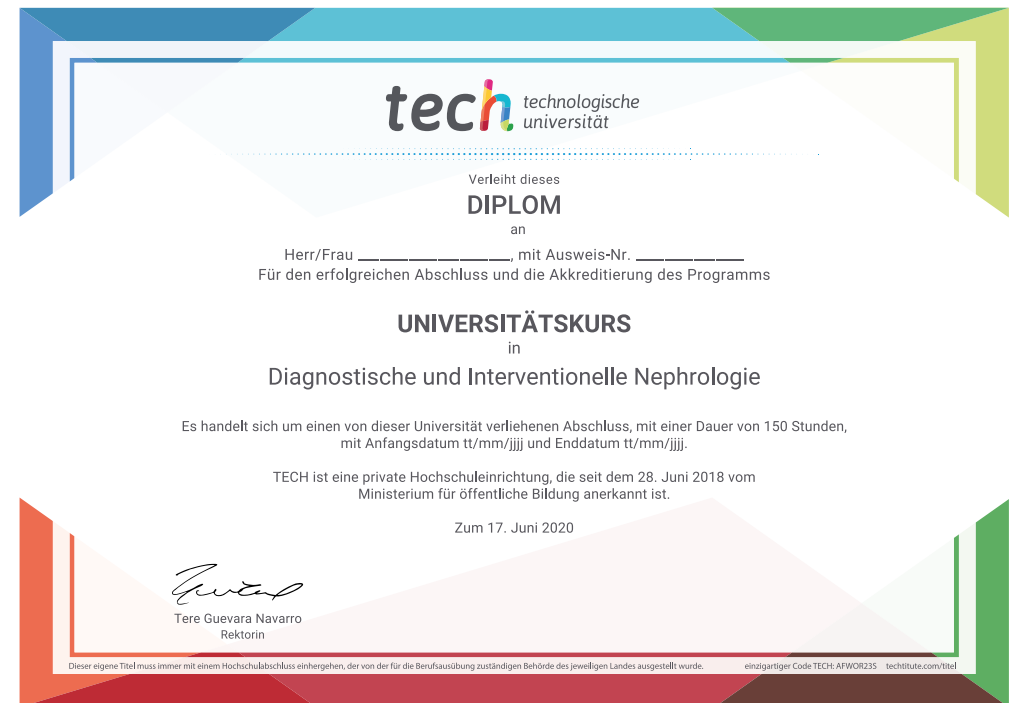 tech technologische
universität
Verleiht dieses
DIPLOM
an
Herr/Frau ____________________, mit Ausweis-Nr. ______________
Für den erfolgreichen Abschluss und die Akkreditierung des Programms
UNIVERSITÄTSKURS
in
Diagnostische und Interventionelle Nephrologie
Es handelt sich um einen von dieser Universität verliehenen Abschluss, mit einer Dauer von 150 Stunden,
mit Anfangsdatum tt/mm/jjjj und Enddatum tt/mm/jjjj.
TECH ist eine private Hochschuleinrichtung, die seit dem 28. Juni 2018 vom
Ministerium für öffentliche Bildung anerkannt ist.
Zum 17. Juni 2020
Tere Guevara Navarro
Rektorin
Dieser eigene Titel muss immer mit einem Hochschulabschluss einhergehen, der von der für die Berufsausübung zuständigen Behörde des jeweiligen Landes ausgestellt wurde. einzigartiger Code TECH: AFWOR23S techtitute.com/titel